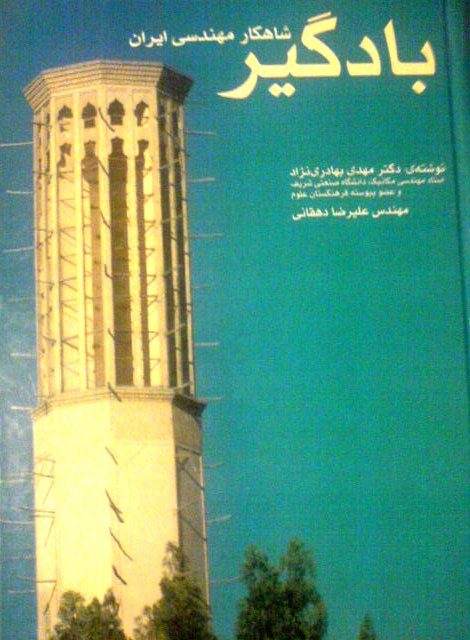 بادگیر
شاهکار مهندسی ایران
نوشته‌ی، دکتر مهدی بهادری‌نژاد
استاد مهندسی مکانیک، دانشگاه صنعتی شریف
و عضو پیوسته فرهنگستان علوم
مهندس علیرضا دهقانی